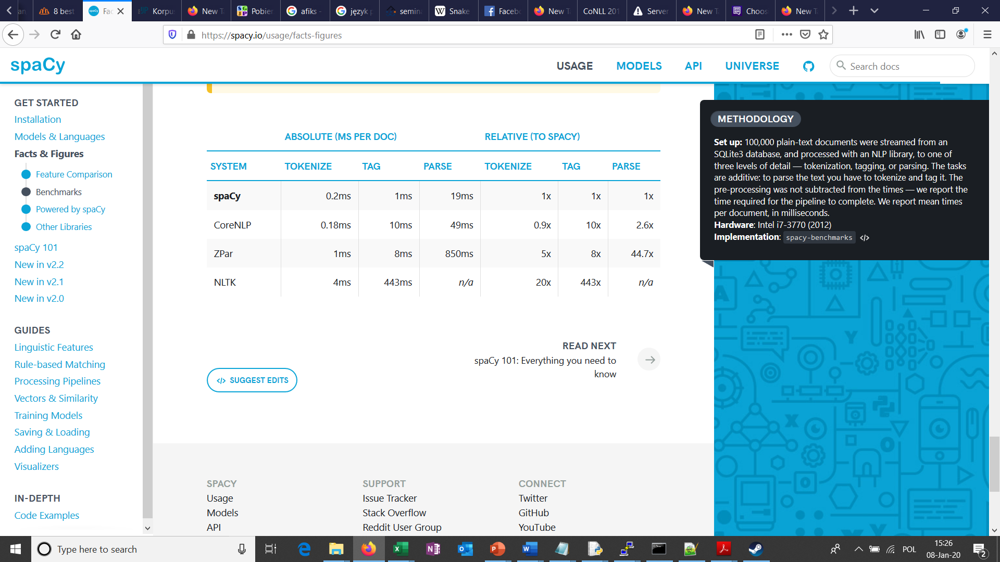 8 best
Fac
Korpus
New T
Pobier
afiks -
język p
semina
Snake
Facebo
New T
CoNLL 201
Server
New T
Choos
New T
https://spacy.io/usage/facts-figures
spaCy
USAGE
MODELS
API
UNIVERSE
Search docs
GET STARTED
Installation
Models & Languages
Facts & Figures
Feature Comparison
Benchmarks
Powered by spaCy
Other Libraries
spaCy 101
New in v2.2
New in v2.1
New in v2.0
GUIDES
Linguistic Features
Rule-based Matching
Processing Pipelines
Vectors & Similarity
Training Models
Saving & Loading
Adding Languages
Visualizers
IN-DEPTH
Code Examples
ABSOLUTE (MS PER DOC) RELATIVE (TO SPACY)
SYSTEM TOKENIZE TAG PARSE TOKENIZE TAG PARSE
spaCy 0.2ms 1ms 19ms 1x 1x 1x
CoreNLP 0.18ms 10ms 49ms 0.9x 10x 2.6x
ZPar 1ms 8ms 850ms 5x 8x 44.7x
NLTK 4ms 443ms n/a 20x 443x n/a
METHODOLOGY
Set up: 100,000 plain-text documents were streamed from an
SQLite3 database, and processed with an NLP library, to one of
three levels of detail — tokenization, tagging, or parsing. The tasks
are additive: to parse the text you have to tokenize and tag it. The
pre-processing was not subtracted from the times — we report the
time required for the pipeline to complete. We report mean times
per document, in milliseconds.
Hardware: Intel i7-3770 (2012)
Implementation: spacy-benchmarks </>
READ NEXT
spaCy 101: Everything you need to
know
</> SUGGEST EDITS
SPACY
Usage
Models
API
SUPPORT
Issue Tracker
Stack Overflow
Reddit User Group
CONNECT
Twitter
GitHub
YouTube
Type here to search
POL
15:26
08-Jan-20
2